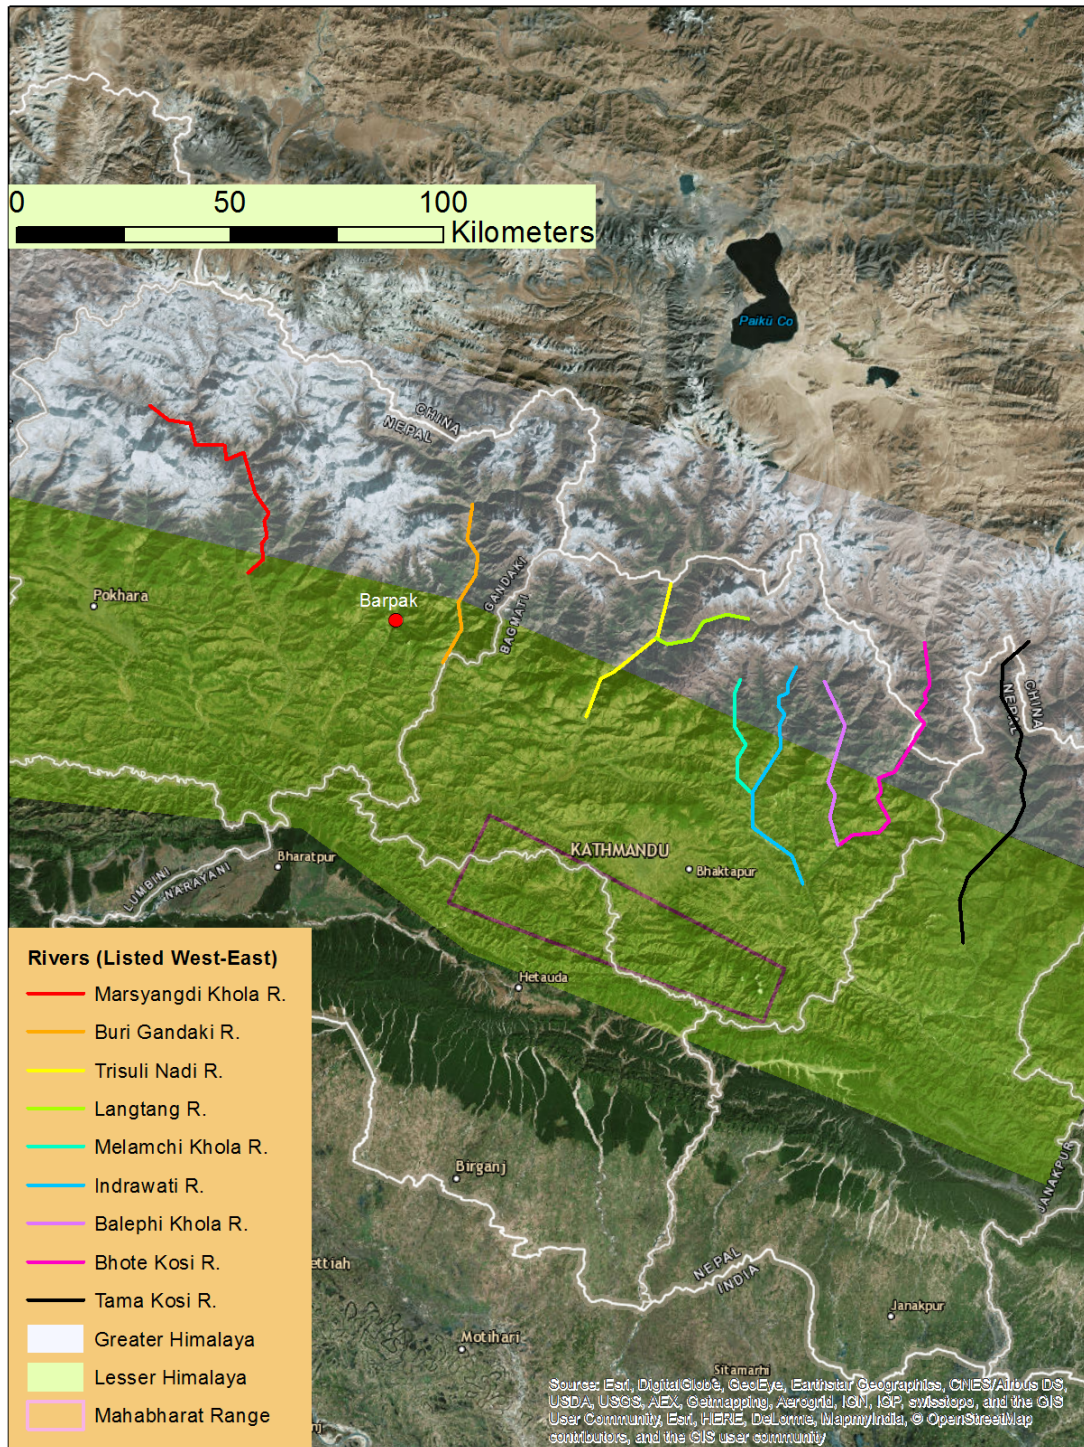 0 50 100
Kilometers
Paikü Co
CHINA
NEPAL
Pokhara
Barpak
GANDAKI
BAGMATI
CHINA
NEPAL
KATHMANDU
Bhaktapur
Bharatpur
LUMBINI
NARAYANI
Hetauda
Rivers (Listed West-East)
Marsyangdi Khola R.
Buri Gandaki R.
Trisuli Nadi R.
Langtang R.
Melamchi Khola R.
Indrawati R.
Balephi Khola R.
Bhote Kosi R.
Tama Kosi R.
Greater Himalaya
Lesser Himalaya
Mahabharat Range
Birganj
JANAKPUR
NEPAL
INDIA
ettiah
Janakpur
Motihari
Sitamarhi
Source: Esri, DigitalGlobe, GeoEye, Earthstar Geographics, CNES/Airbus DS,
USDA, USGS, AEX, Getmapping, Aerogrid, IGN, IGP, swisstopo, and the GIS
User Community, Esri, HERE, DeLorme, MapmyIndia, © OpenStreetMap
contributors, and the GIS user community